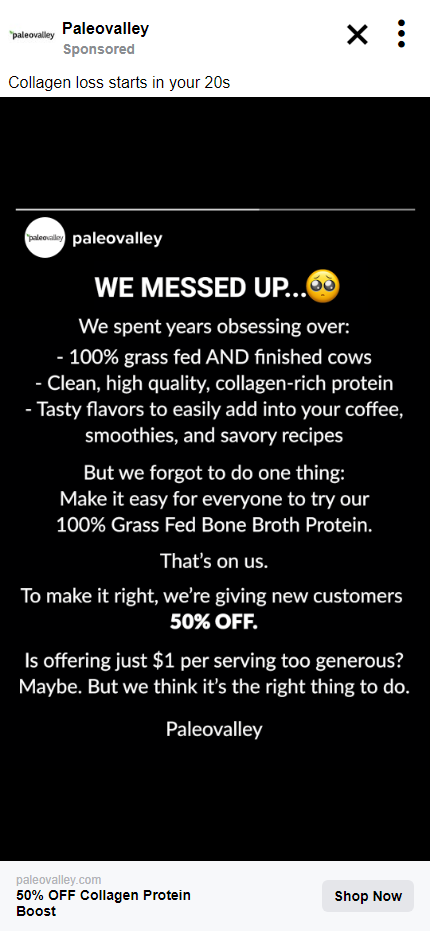 paleovalley
Paleovalley
Sponsored
Collagen loss starts in your 20s
paleovalley
paleovalley
WE MESSED UP...🥺
We spent years obsessing over:
- 100% grass fed AND finished cows
- Clean, high quality, collagen-rich protein
- Tasty flavors to easily add into your coffee,
smoothies, and savory recipes
But we forgot to do one thing:
Make it easy for everyone to try our
100% Grass Fed Bone Broth Protein.
That's on us.
To make it right, we're giving new customers
50% OFF.
Is offering just $1 per serving too generous?
Maybe. But we think it's the right thing to do.
Paleovalley
paleovalley.com
50% OFF Collagen Protein
Boost
Shop Now